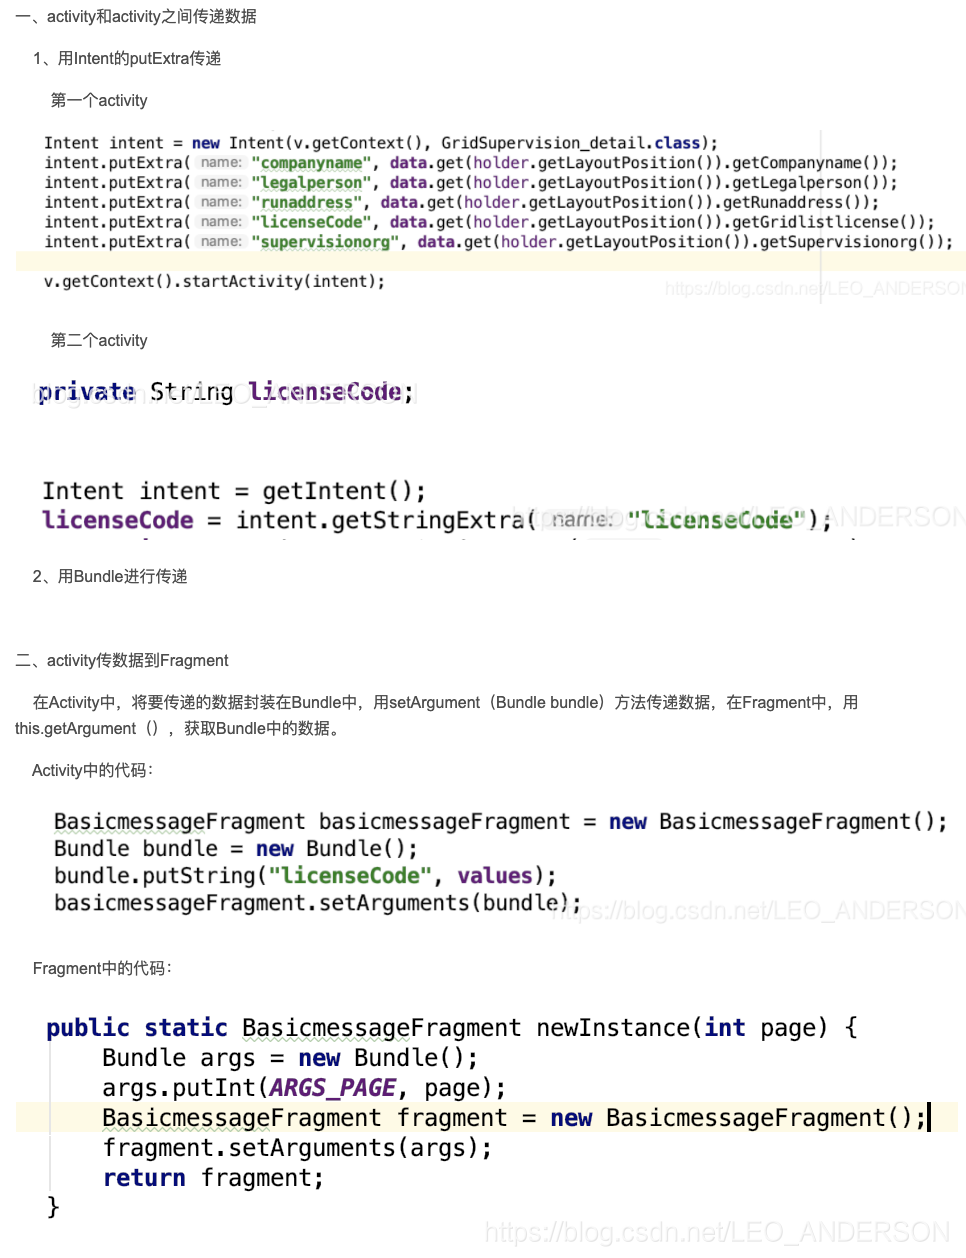 一、activity和activity之间传递数据
1、用Intent的putExtra传递
第一个activity
Intent intent = new Intent(v.getContext(), GridSupervision_detail.class);
intent.putExtra( name: "companyname", data.get(holder.getLayoutPosition()).getCompanyname());
intent.putExtra( name: "legalperson", data.get(holder.getLayoutPosition()).getLegalperson());
intent.putExtra( name: "runaddress", data.get(holder.getLayoutPosition()).getRunaddress());
intent.putExtra( name: "licenseCode", data.get(holder.getLayoutPosition()).getGridlistlicense());
intent.putExtra( name: "supervisionorg", data.get(holder.getLayoutPosition()).getSupervisionorg());
v.getContext().startActivity(intent);
https://blog.csdn.net/LEO_ANDERSON
第二个activity
private String licenseCode;
blog.csdn.net/LEO_ANDERSON
Intent intent = getIntent();
licenseCode = intent.getStringExtra( name: "licenseCode");
2、用Bundle进行传递
二、activity传数据到Fragment
在Activity中，将要传递的数据封装在Bundle中，用setArgument（Bundle bundle）方法传递数据，在Fragment中，用
this.getArgument（），获取Bundle中的数据。
Activity中的代码：
BasicmessageFragment basicmessageFragment = new BasicmessageFragment();
Bundle bundle = new Bundle();
bundle.putString("licenseCode", values);
basicmessageFragment.setArguments(bundle);
https://blog.csdn.net/LEO_ANDERSON
Fragment中的代码：
public static BasicmessageFragment newInstance(int page) {
Bundle args = new Bundle();
args.putInt(ARGS_PAGE, page);
BasicmessageFragment fragment = new BasicmessageFragment();
fragment.setArguments(args);
return fragment;
}
https://blog.csdn.net/LEO_ANDERSON